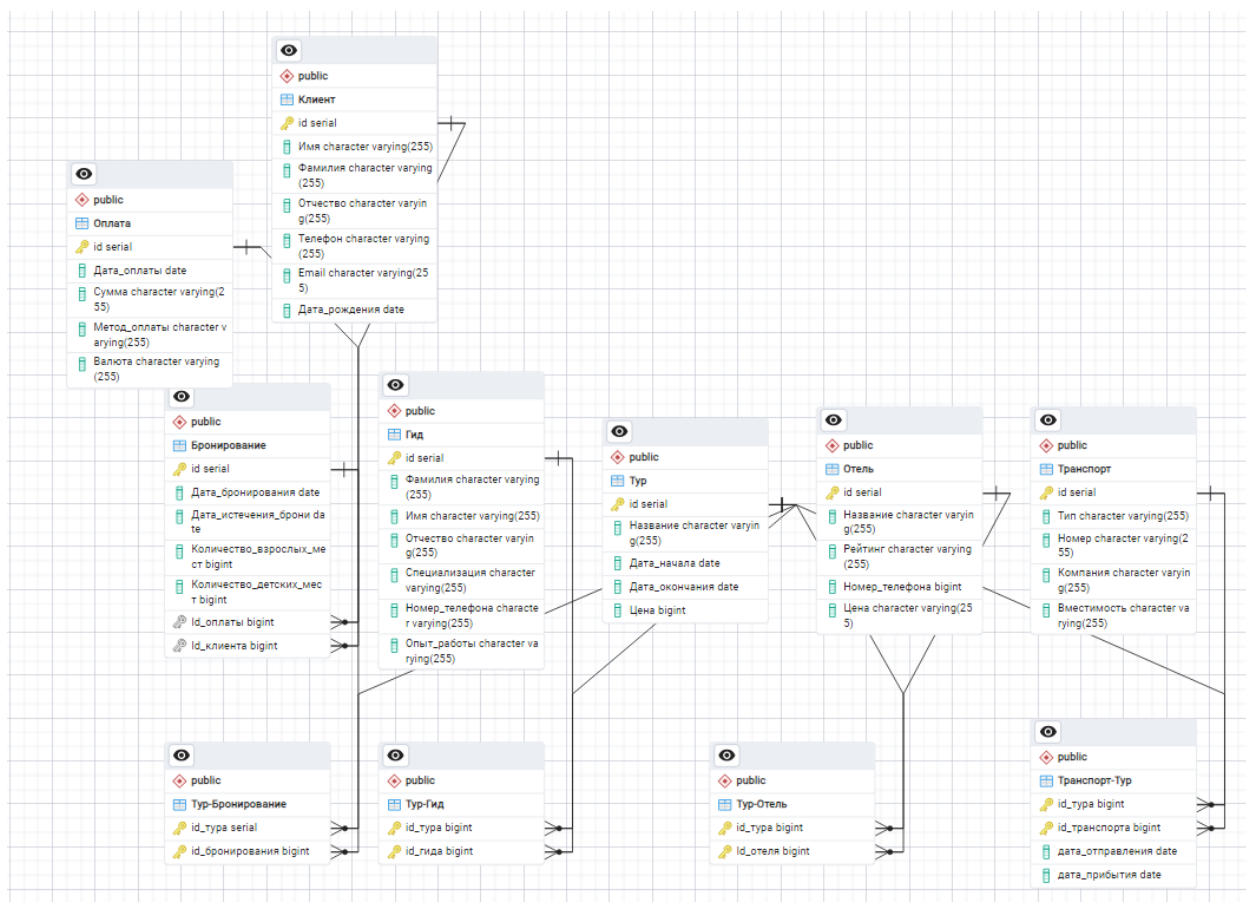 public
Клиент
id serial
Имя character varying(255)
Фамилия character varying
(255)
Отчество character varyin
g(255)
Телефон character varying
(255)
Email character varying(25
5)
Дата_рождения date
public
Оплата
id serial
Дата_оплаты date
Сумма character varying(2
55)
Метод_оплаты character v
arying(255)
Валюта character varying
(255)
public
Бронирование
id serial
Дата_бронирования date
Дата_истечения_брони da
te
Количество_взрослых_ме
ст bigint
Количество_детских_мес
т bigint
Id_оплаты bigint
Id_клиента bigint
public
Гид
id serial
Фамилия character varying
(255)
Имя character varying(255)
Отчество character varyin
g(255)
Специализация character
varying(255)
Номер_телефона characte
r varying(255)
Опыт_работы character va
rying(255)
public
Тур
id serial
Название character varyin
g(255)
Дата_начала date
Дата_окончания date
Цена bigint
public
Отель
id serial
Название character varyin
g(255)
Рейтинг character varying
(255)
Номер_телефона bigint
Цена character varying(25
5)
public
Транспорт
id serial
Тип character varying(255)
Номер character varying(2
55)
Компания character varyin
g(255)
Вместимость character va
rying(255)
public
Тур-Бронирование
id_тура serial
id_бронирования bigint
public
Тур-Гид
id_тура bigint
id_гида bigint
public
Тур-Отель
id_тура bigint
Id_отеля bigint
public
Транспорт-Тур
id_тура bigint
id_транспорта bigint
дата_отправления date
дата_прибытия date